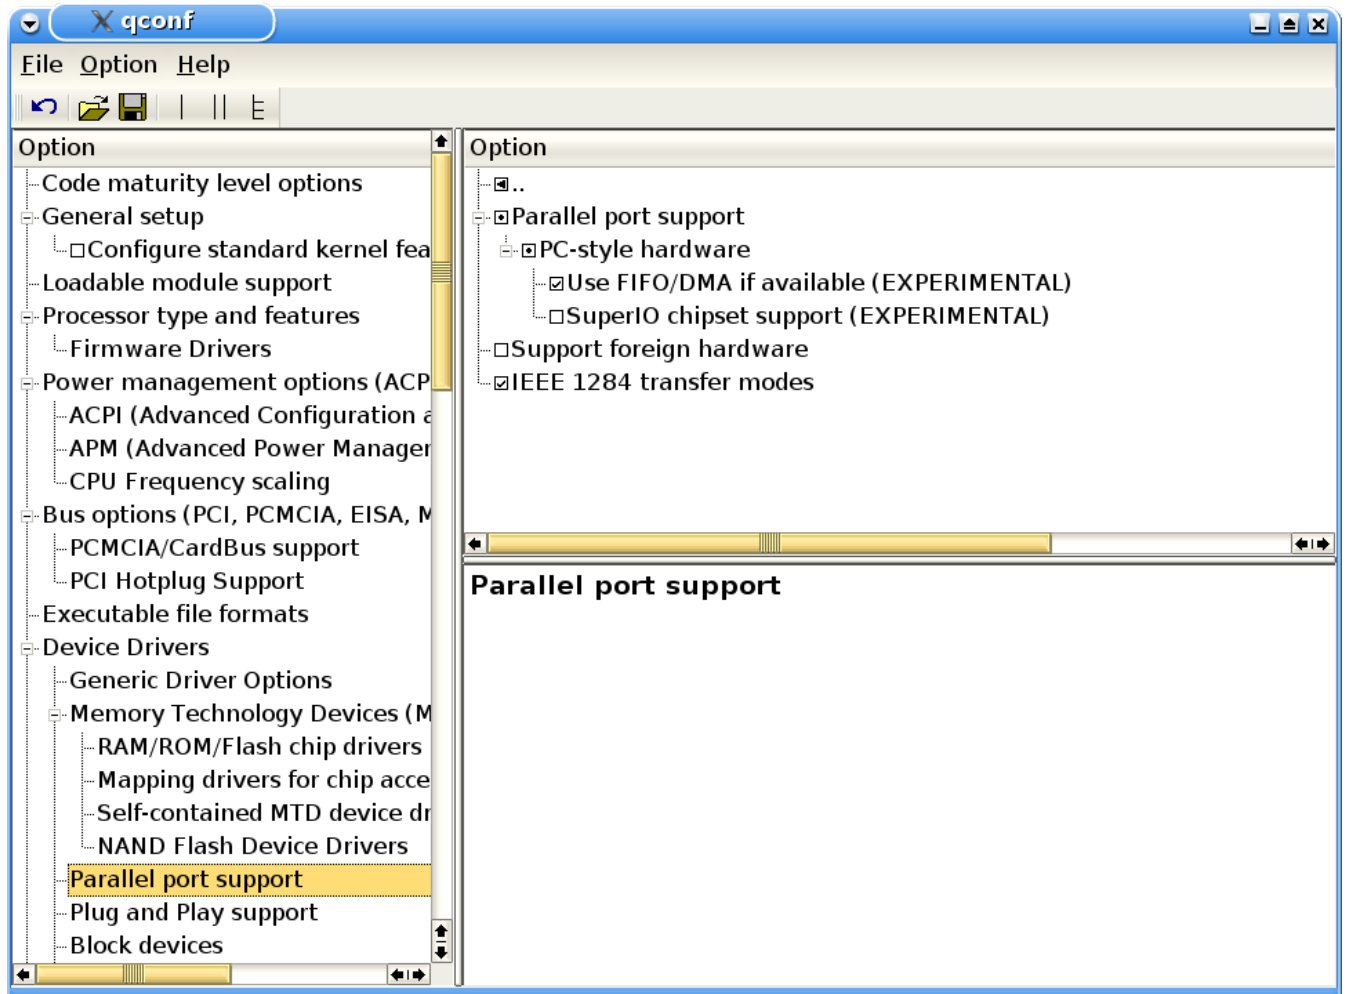 qconf
File Option Help
Option
Code maturity level options
General setup
Configure standard kernel fea
Loadable module support
Processor type and features
Firmware Drivers
Power management options (ACP
ACPI (Advanced Configuration a
APM (Advanced Power Manager
CPU Frequency scaling
Bus options (PCI, PCMCIA, EISA, M
PCMCIA/CardBus support
PCI Hotplug Support
Executable file formats
Device Drivers
Generic Driver Options
Memory Technology Devices (M
RAM/ROM/Flash chip drivers
Mapping drivers for chip acce
Self-contained MTD device dr
NAND Flash Device Drivers
Parallel port support
Plug and Play support
Block devices
Option
..
Parallel port support
PC-style hardware
Use FIFO/DMA if available (EXPERIMENTAL)
SuperIO chipset support (EXPERIMENTAL)
Support foreign hardware
IEEE 1284 transfer modes
Parallel port support